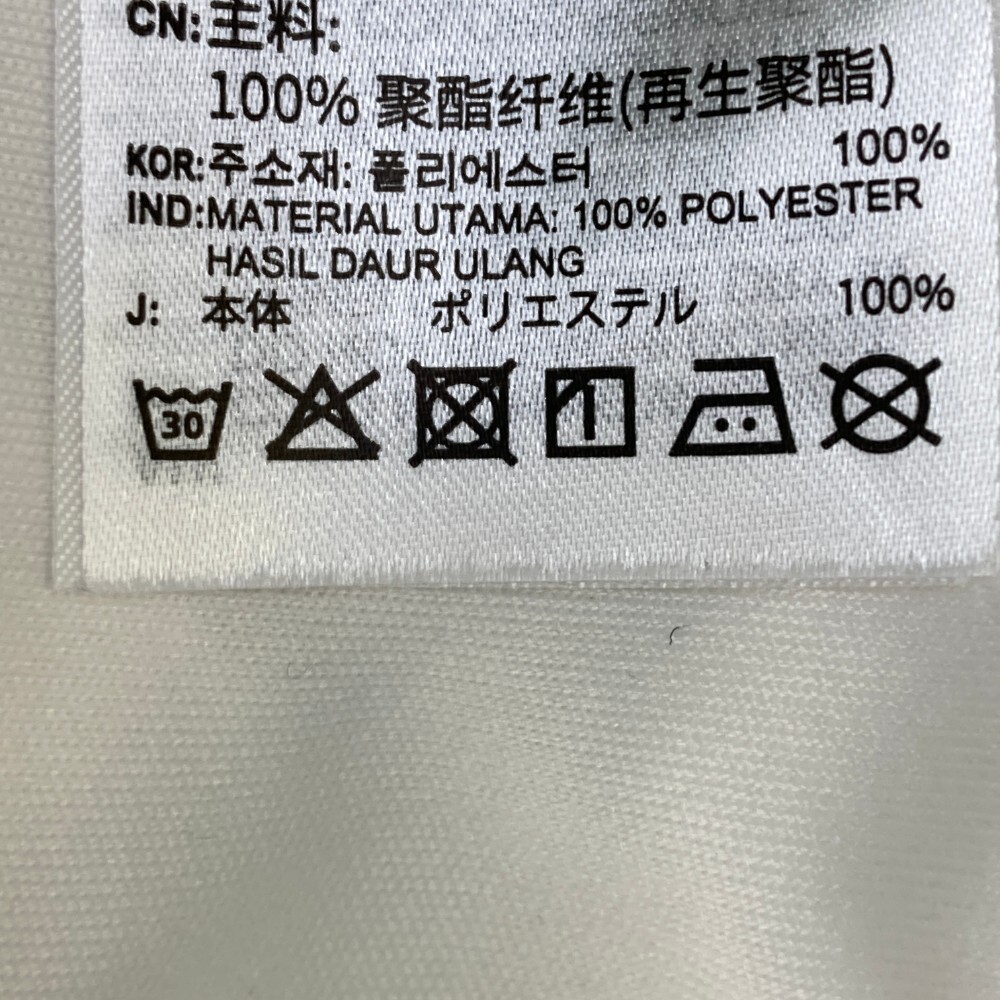 CN:主料:
100% 聚酯纤维(再生聚酯)
KOR:주소재: 폴리에스터 100%
IND:MATERIAL UTAMA: 100% POLYESTER
HASIL DAUR ULANG
J: 本体 ポリエステル 100%
30